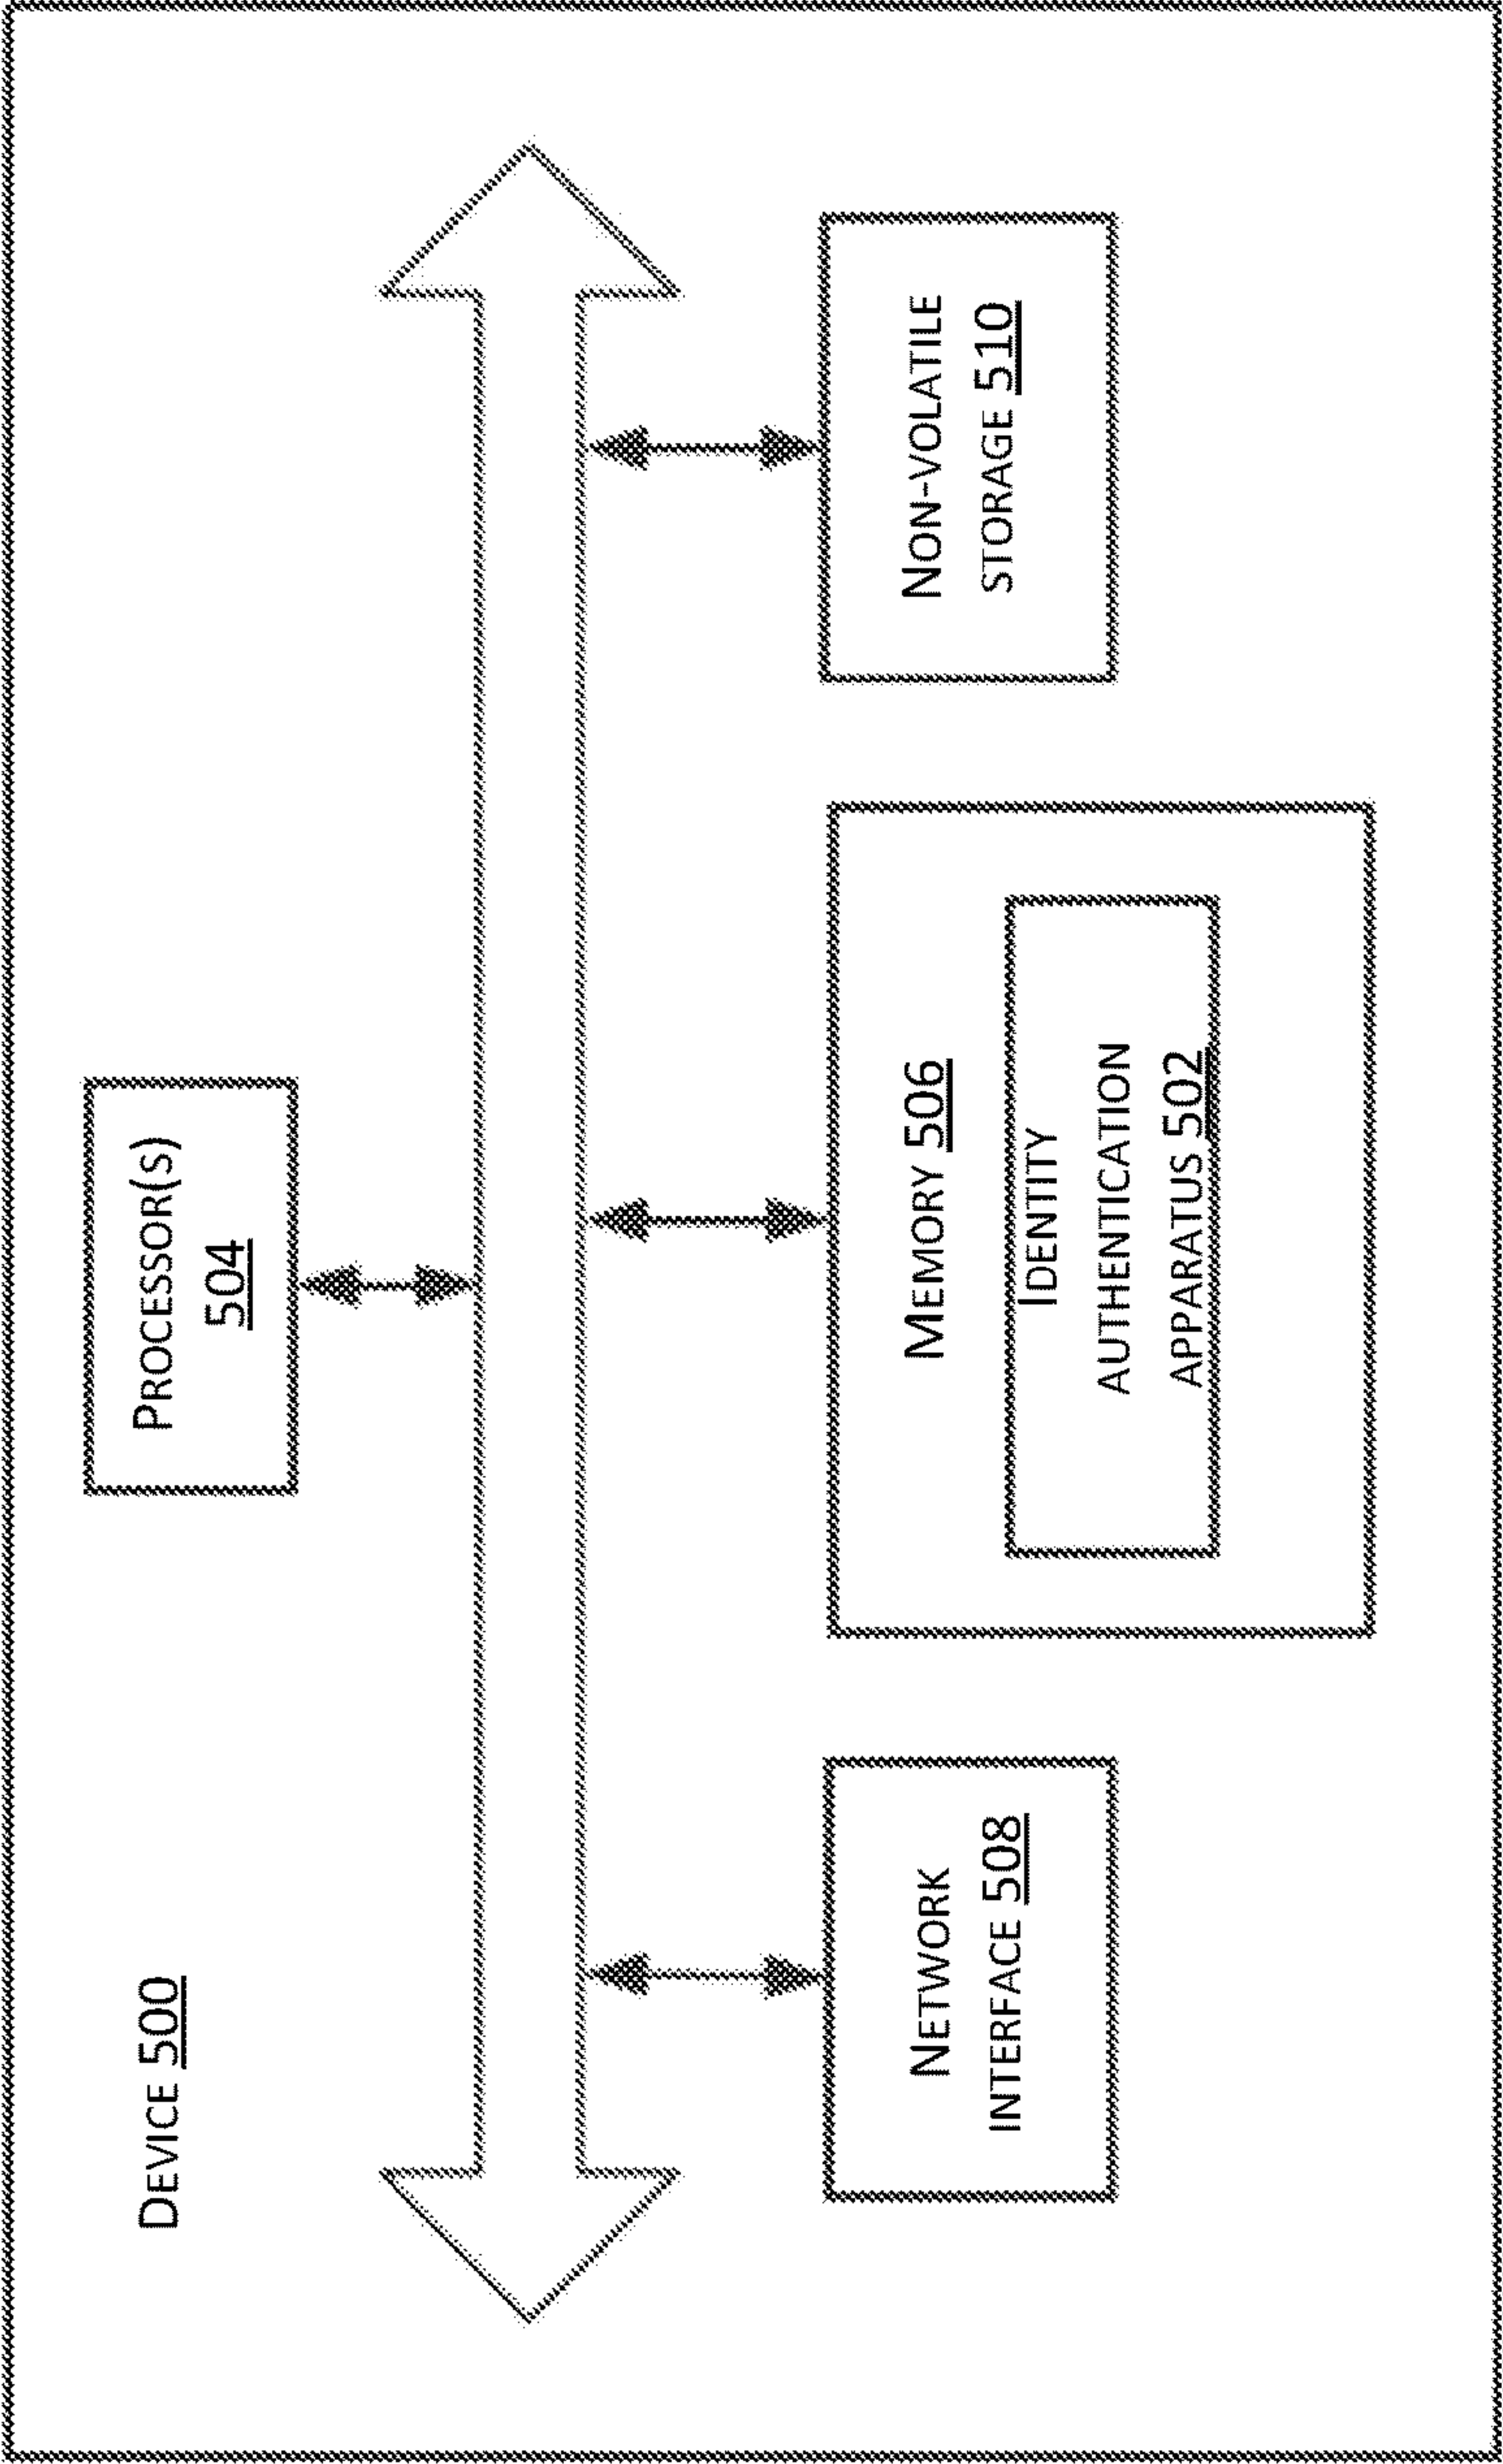 DEVICE 500
PROCESSOR(S)
504
NETWORK
INTERFACE 508
MEMORY 506
IDENTITY
AUTHENTICATION
APPARATUS 502
NON-VOLATILE
STORAGE 510